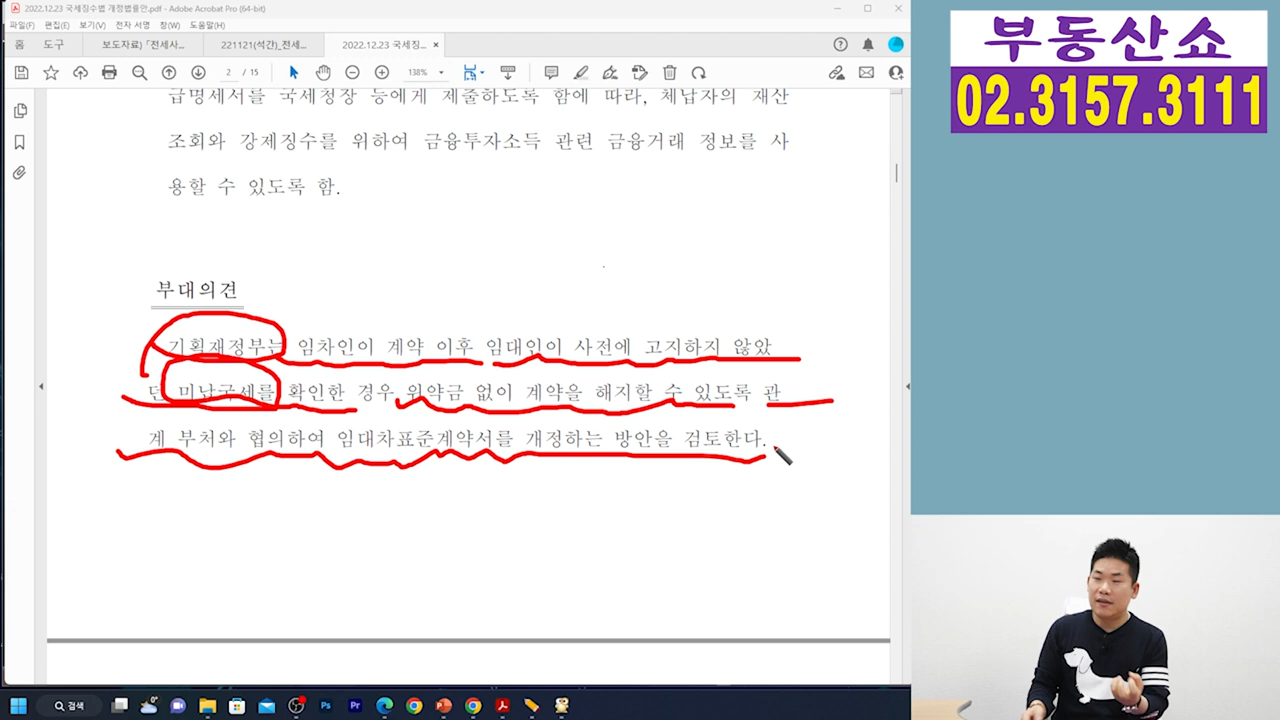 2022.12.23 국세징수법 개정법률안.pdf - Adobe Acrobat Pro (64-bit)
파일(F) 편집(E) 보기(V) 전자 서명 창(W) 도움말(H)
홈 도구 보도자료) 「전세사... 221121(석간)_전세... 2022.12.23 국세징... ×
2 / 15 138%
급명세서를 국세청장 등에게 제출하도록 함에 따라, 체납자의 재산
조회와 강제징수를 위하여 금융투자소득 관련 금융거래 정보를 사
용할 수 있도록 함.
부대의견
기획재정부는 임차인이 계약 이후 임대인이 사전에 고지하지 않았
던 미납국세를 확인한 경우 위약금 없이 계약을 해지할 수 있도록 관
계 부처와 협의하여 임대차표준계약서를 개정하는 방안을 검토한다.
부동산쇼
02.3157.3111
검색
Ps
Pr